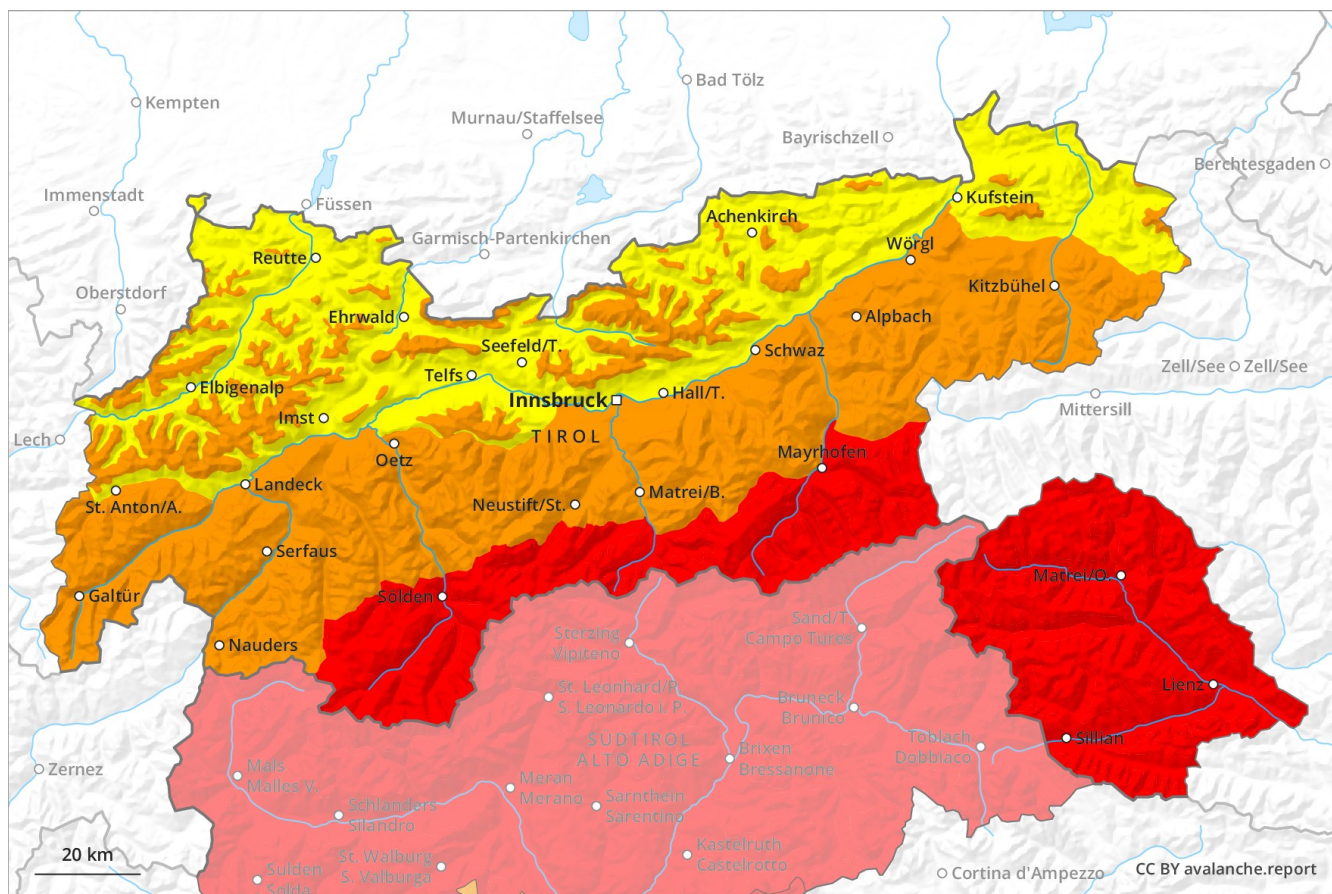 Bad Tölz
Kempten
Murnau/Staffelsee
Bayrischzell
Berchtesgaden
Immenstadt
Füssen
Kufstein
Achenkirch
Garmisch-Partenkirchen
Wörgl
Reutte
Oberstdorf
Kitzbühel
Ehrwald
Alpbach
Seefeld/T.
Schwaz
Zell/See
Zell/See
Telfs
Elbigenalp
Hall/T.
Innsbruck
Mittersill
Imst
Lech
TIROL
Oetz
Mayrhofen
Landeck
Matrei/B.
St. Anton/A.
Neustift/St.
Serfaus
Matrei/O.
Galtür
Sölden
Sand/T.
Campo Tures
Sterzing
Vipiteno
Nauders
Lienz
St. Leonhard/P.
S. Leonardo i. P.
Bruneck
Brunico
Sillian
SÜDTIROL
ALTO ADIGE
Toblach
Dobbiaco
Brixen
Bressanone
Zernez
Mals
Malles V.
Meran
Merano
Sarnthein
Sarentino
Schlanders
Silandro
Kastelruth
Castelrotto
20 km
St. Walburg
S. Valburga
Sulden
Solda
Cortina d'Ampezzo
CC BY avalanche.report